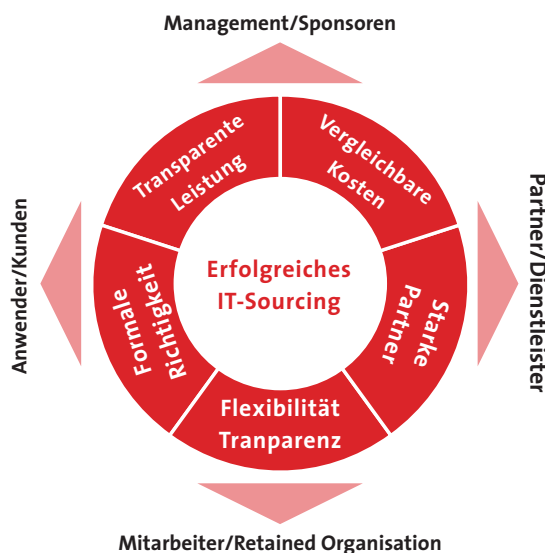 Management/Sponsoren
Transparente
Leistung
Vergleichbare
Kosten
Anwender/Kunden
Formale
Richtigkeit
Erfolgreiches
IT-Sourcing
Starke
Partner
Partner/Dienstleister
Flexibilität
Tranparenz
Mitarbeiter/Retained Organisation